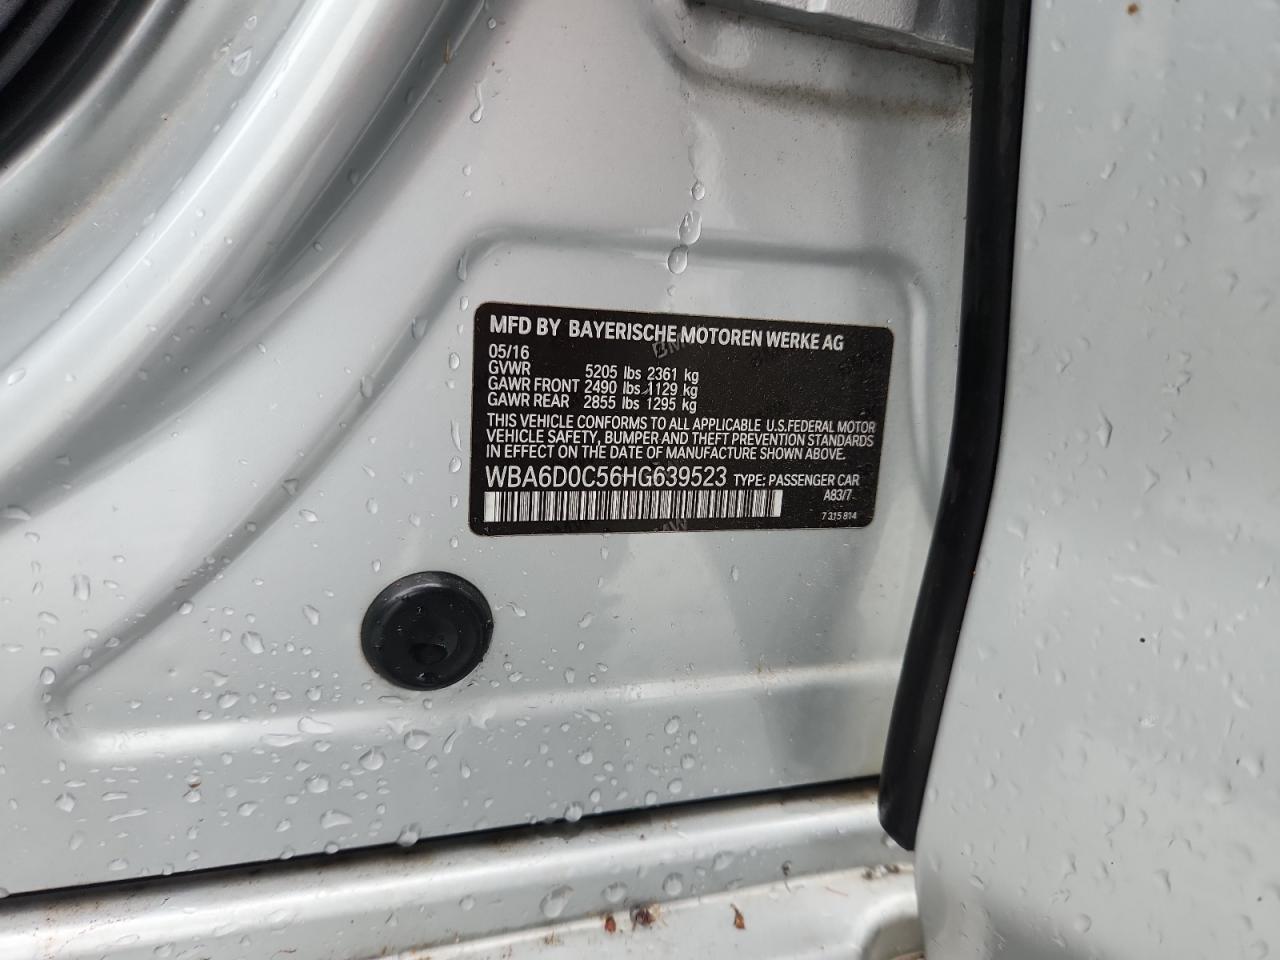 MFD BY BAYERISCHE MOTOREN WERKE AG
05/16
GVWR 5205 lbs 2361 kg
GAWR FRONT 2490 lbs 1129 kg
GAWR REAR 2855 lbs 1295 kg
THIS VEHICLE CONFORMS TO ALL APPLICABLE U.S.FEDERAL MOTOR
VEHICLE SAFETY, BUMPER AND THEFT PREVENTION STANDARDS
IN EFFECT ON THE DATE OF MANUFACTURE SHOWN ABOVE.
WBA6D0C56HG639523 TYPE: PASSENGER CAR
A83/7
7 315 814